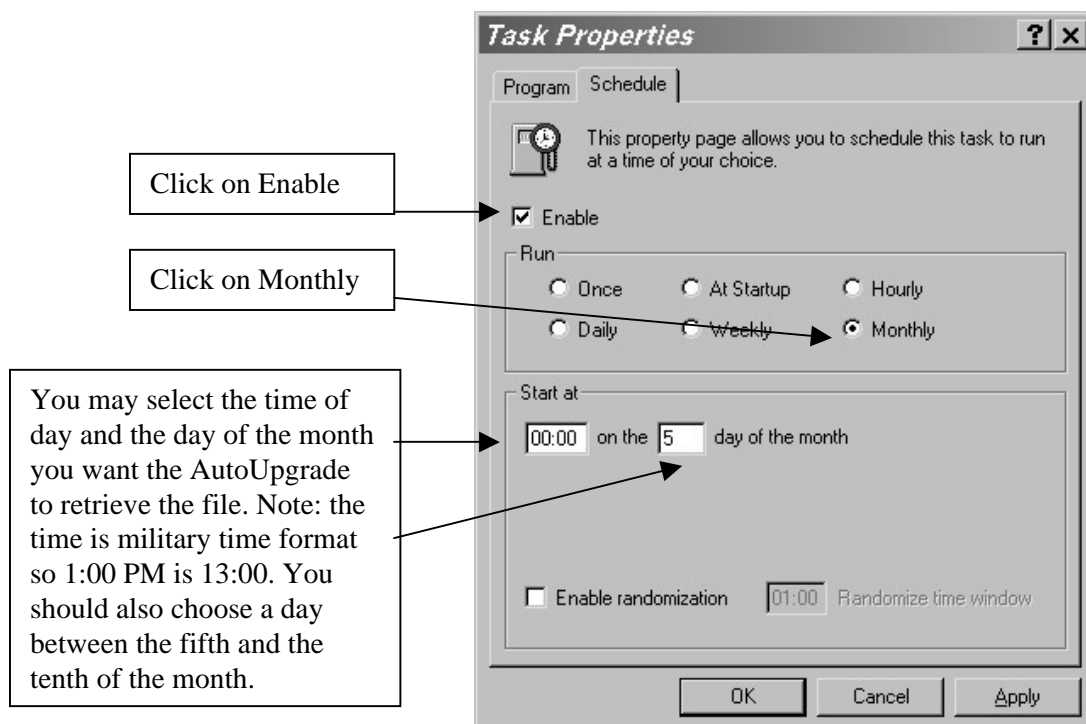 Task Properties
Program Schedule
This property page allows you to schedule this task to run
at a time of your choice.
Click on Enable
Enable
Click on Monthly
Run
Once At Startup Hourly
Daily Weekly Monthly
You may select the time of
day and the day of the month
you want the AutoUpgrade
to retrieve the file. Note: the
time is military time format
so 1:00 PM is 13:00. You
should also choose a day
between the fifth and the
tenth of the month.
Start at
00:00 on the 5 day of the month
Enable randomization 01:00 Randomize time window
OK Cancel Apply